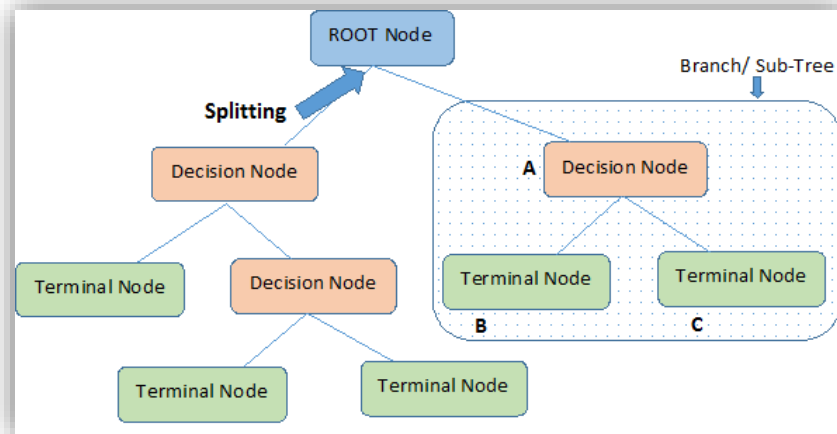 ROOT Node
Branch/ Sub-Tree
Splitting
Decision Node
A
Decision Node
Terminal Node
Decision Node
Terminal Node
Terminal Node
B
C
Terminal Node
Terminal Node